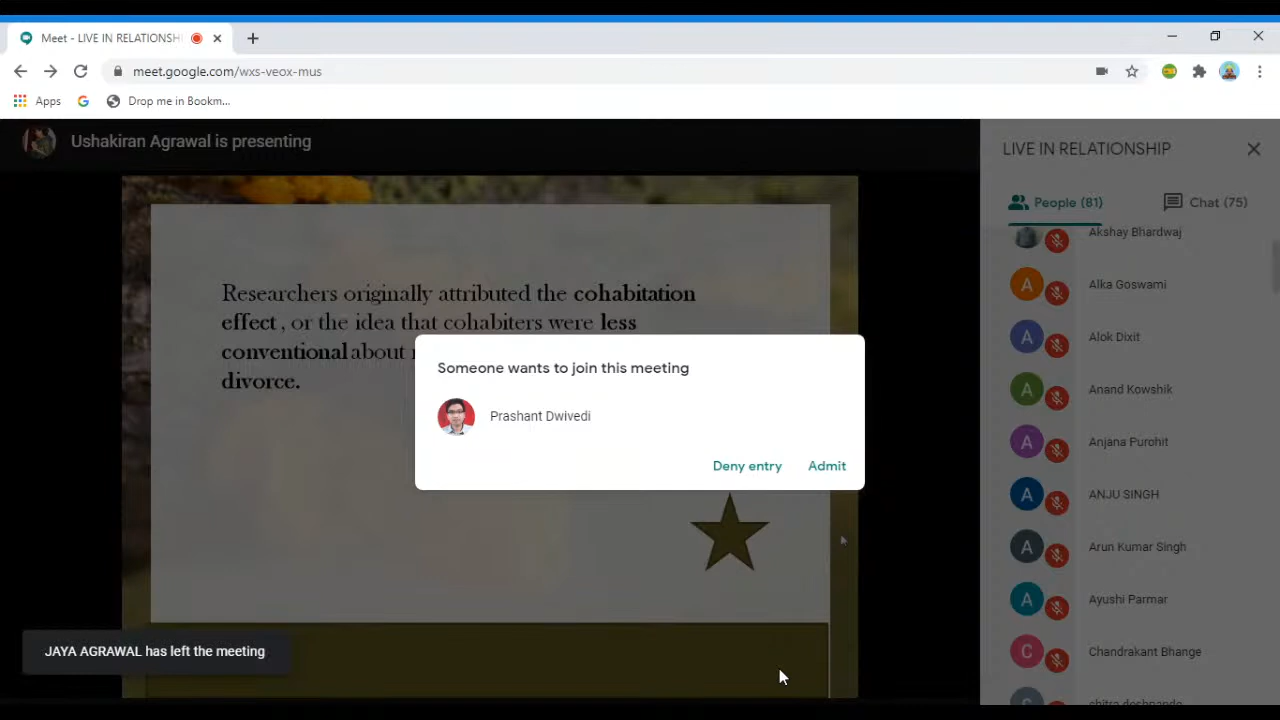 Meet - LIVE IN RELATIONSHI
meet.google.com/wxs-veox-mus
Apps
Drop me in Bookm...
Ushakiran Agrawal is presenting
LIVE IN RELATIONSHIP
People (81)
Chat (75)
Researchers originally attributed the cohabitation
effect , or the idea that cohabiters were less
conventional about
divorce.
Someone wants to join this meeting
Prashant Dwivedi
Deny entry
Admit
JAYA AGRAWAL has left the meeting
Akshay Bhardwaj
A
Alka Goswami
A
Alok Dixit
A
Anand Kowshik
A
Anjana Purohit
A
ANJU SINGH
A
Arun Kumar Singh
A
Ayushi Parmar
C
Chandrakant Bhange
chitra deshpande